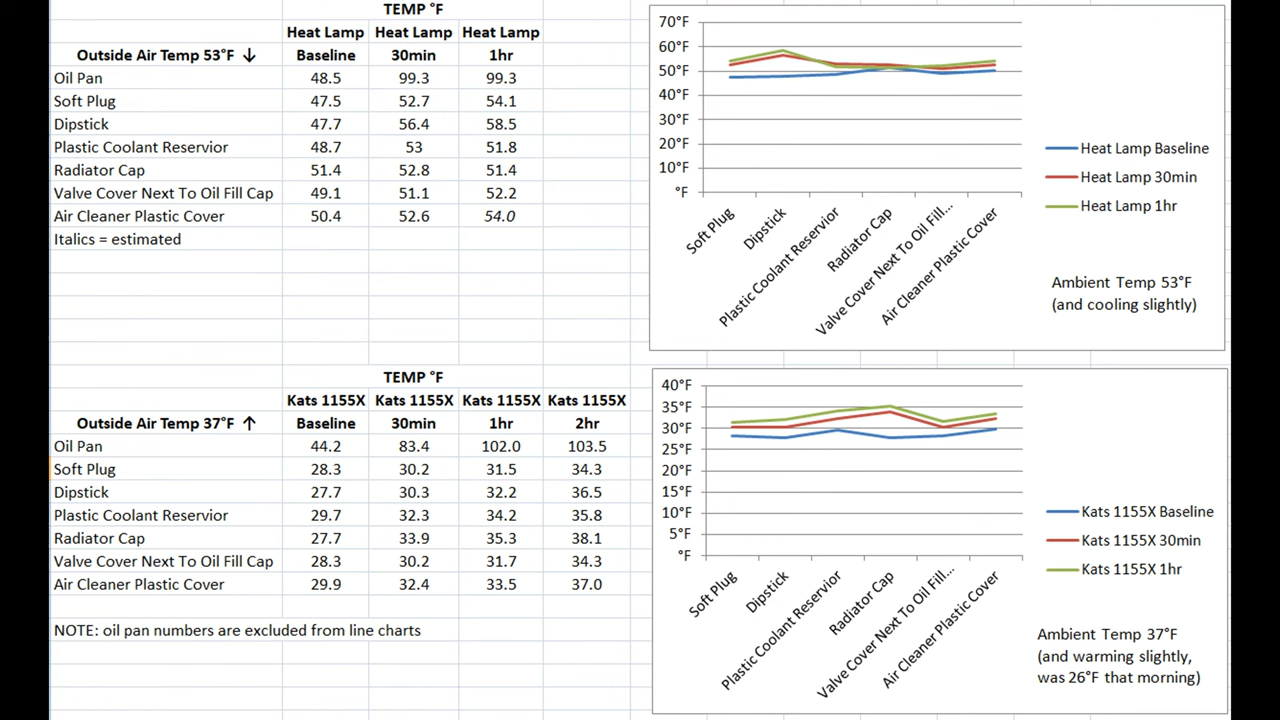 TEMP °F
Heat Lamp Heat Lamp Heat Lamp
Outside Air Temp 53°F ↓ Baseline 30min 1hr
Oil Pan 48.5 99.3 99.3
Soft Plug 47.5 52.7 54.1
Dipstick 47.7 56.4 58.5
Plastic Coolant Reservior 48.7 53 51.8
Radiator Cap 51.4 52.8 51.4
Valve Cover Next To Oil Fill Cap 49.1 51.1 52.2
Air Cleaner Plastic Cover 50.4 52.6 54.0
Italics = estimated
70°F
60°F
50°F
40°F
30°F
20°F
10°F
°F
Soft Plug
Dipstick
Plastic Coolant Reservior
Radiator Cap
Valve Cover Next To Oil Fill...
Air Cleaner Plastic Cover
Heat Lamp Baseline
Heat Lamp 30min
Heat Lamp 1hr
Ambient Temp 53°F
(and cooling slightly)
TEMP °F
Kats 1155X Kats 1155X Kats 1155X Kats 1155X
Outside Air Temp 37°F ↑ Baseline 30min 1hr 2hr
Oil Pan 44.2 83.4 102.0 103.5
Soft Plug 28.3 30.2 31.5 34.3
Dipstick 27.7 30.3 32.2 36.5
Plastic Coolant Reservior 29.7 32.3 34.2 35.8
Radiator Cap 27.7 33.9 35.3 38.1
Valve Cover Next To Oil Fill Cap 28.3 30.2 31.7 34.3
Air Cleaner Plastic Cover 29.9 32.4 33.5 37.0
NOTE: oil pan numbers are excluded from line charts
40°F
35°F
30°F
25°F
20°F
15°F
10°F
5°F
°F
Soft Plug
Dipstick
Plastic Coolant Reservior
Radiator Cap
Valve Cover Next To Oil Fill...
Air Cleaner Plastic Cover
Kats 1155X Baseline
Kats 1155X 30min
Kats 1155X 1hr
Ambient Temp 37°F
(and warming slightly,
was 26°F that morning)